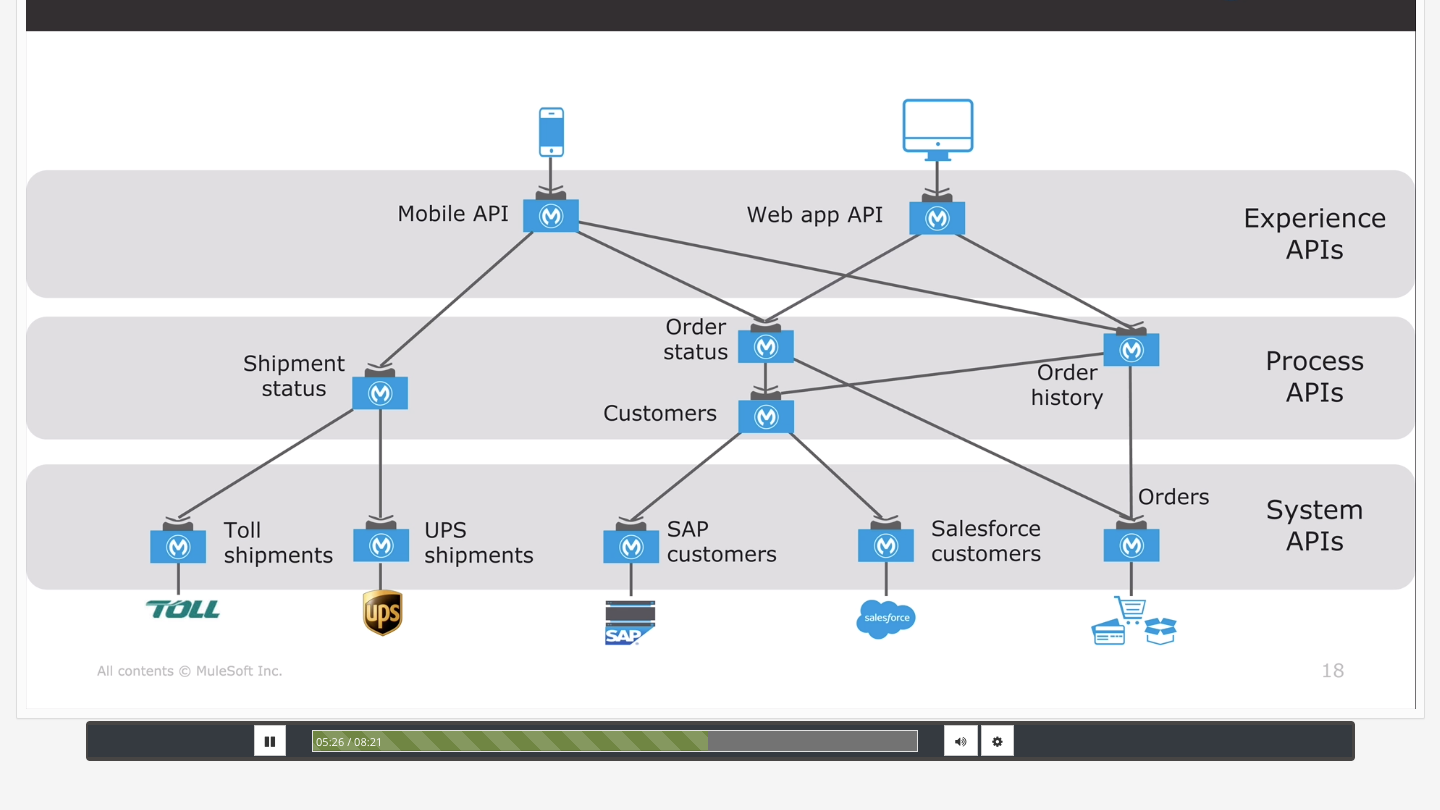 Mobile API
Web app API
Experience
APIs
Order
status
Shipment
status
Order
history
Process
APIs
Customers
Orders
Toll
shipments
UPS
shipments
SAP
customers
Salesforce
customers
System
APIs
TOLL
ups
SAP
salesforce
All contents © MuleSoft Inc.
18
05:26 / 08:21